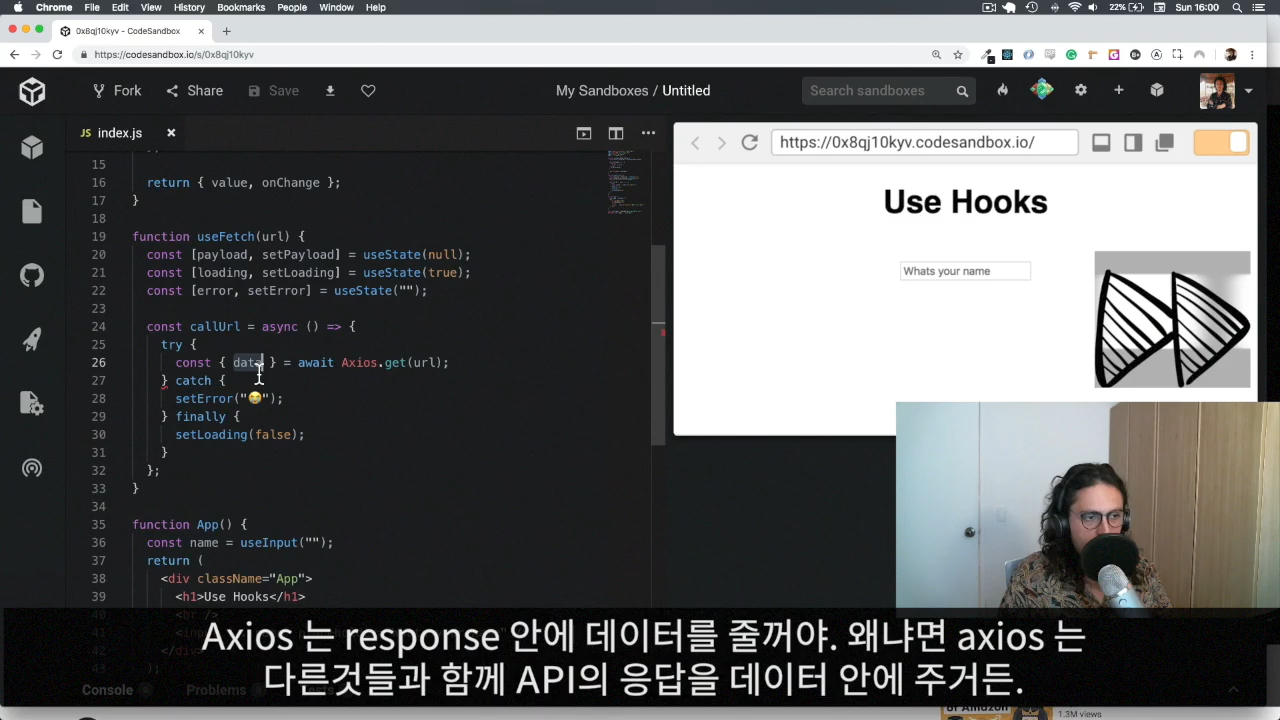 Chrome File Edit View History Bookmarks People Window Help 22% Sun 16:00
0x8qj10kyv - CodeSandbox
https://codesandbox.io/s/0x8qj10kyv
Fork Share Save My Sandboxes / Untitled Search sandboxes
JS index.js
https://0x8qj10kyv.codesandbox.io/
Use Hooks
Whats your name
15
16 return { value, onChange };
17 }
18
19 function useFetch(url) {
20 const [payload, setPayload] = useState(null);
21 const [loading, setLoading] = useState(true);
22 const [error, setError] = useState("");
23
24 const callUrl = async () => {
25 try {
26 const { data } = await Axios.get(url);
27 } catch {
28 setError("😭");
29 } finally {
30 setLoading(false);
31 }
32 };
33 }
34
35 function App() {
36 const name = useInput("");
37 return (
38 <div className="App">
39 <h1>Use Hooks</h1>
40 <br />
Axios 는 response 안에 데이터를 줄꺼야. 왜냐면 axios 는
다른것들과 함께 API의 응답을 데이터 안에 주거든.
Console Problems
1.3M views